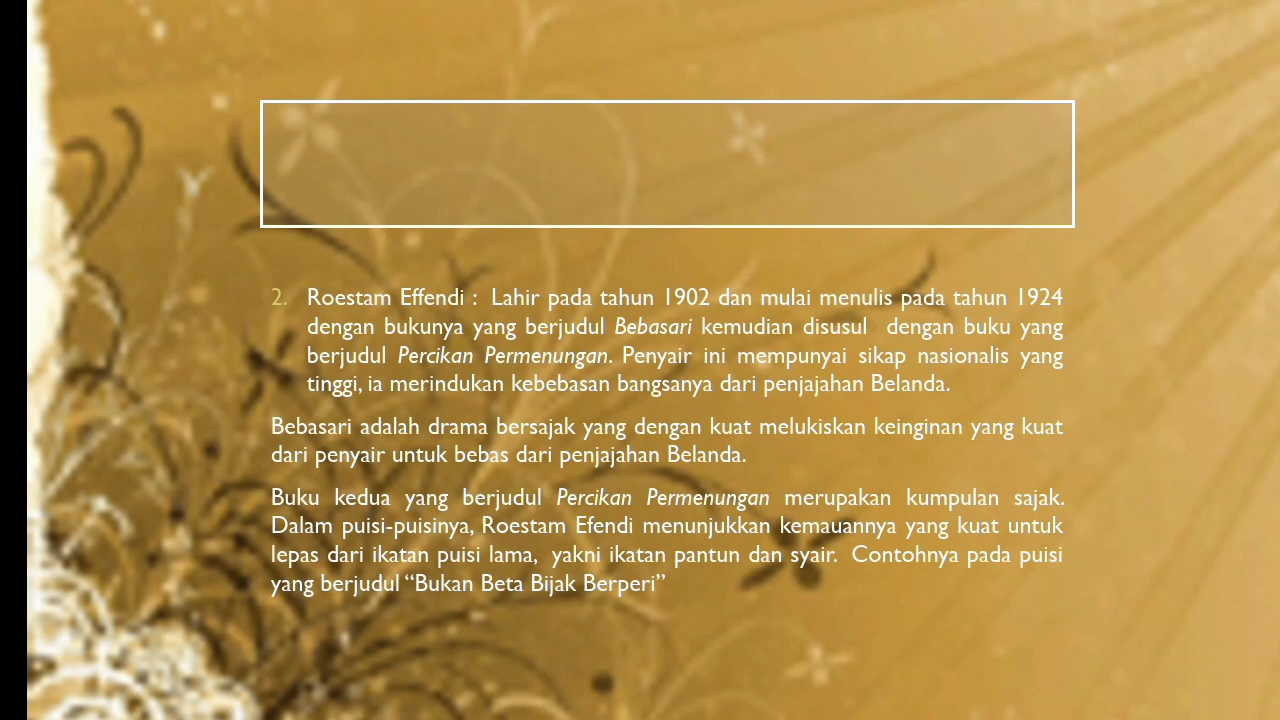 2. Roestam Effendi :  Lahir pada tahun 1902 dan mulai menulis pada tahun 1924
dengan bukunya yang berjudul Bebasari kemudian disusul  dengan buku yang
berjudul Percikan Permenungan. Penyair ini mempunyai sikap nasionalis yang
tinggi, ia merindukan kebebasan bangsanya dari penjajahan Belanda.
Bebasari adalah drama bersajak yang dengan kuat melukiskan keinginan yang kuat
dari penyair untuk bebas dari penjajahan Belanda.
Buku kedua yang berjudul Percikan Permenungan merupakan kumpulan sajak.
Dalam puisi-puisinya, Roestam Efendi menunjukkan kemauannya yang kuat untuk
lepas dari ikatan puisi lama,  yakni ikatan pantun dan syair.  Contohnya pada puisi
yang berjudul “Bukan Beta Bijak Berperi”